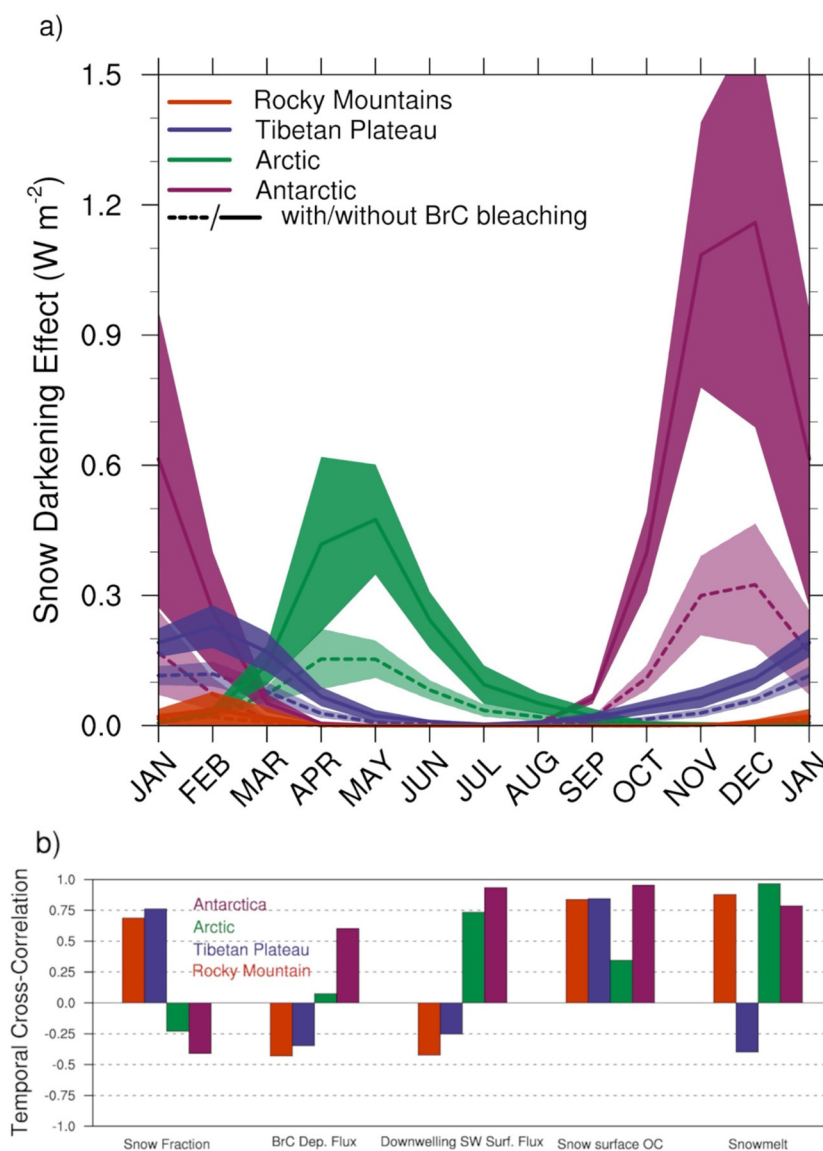 a)
1.5
1.2
0.9
0.6
0.3
0.0
Snow Darkening Effect (W m-2)
Rocky Mountains
Tibetan Plateau
Arctic
Antarctic
with/without BrC bleaching
JAN FEB MAR APR MAY JUN JUL AUG SEP OCT NOV DEC JAN
b)
1.0
0.75
0.5
0.25
0.0
-0.25
-0.5
-0.75
-1.0
Temporal Cross-Correlation
Antarctica
Arctic
Tibetan Plateau
Rocky Mountain
Snow Fraction BrC Dep. Flux Downwelling SW Surf. Flux Snow surface OC Snowmelt